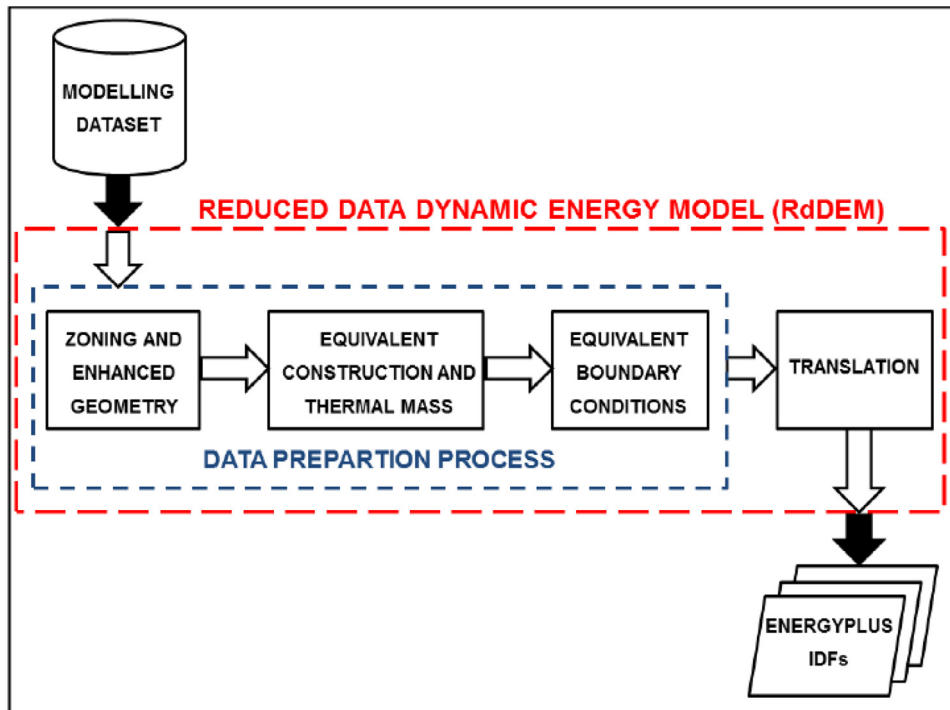 MODELLING
DATASET
REDUCED DATA DYNAMIC ENERGY MODEL (RdDEM)
ZONING AND
ENHANCED
GEOMETRY
EQUIVALENT
CONSTRUCTION AND
THERMAL MASS
EQUIVALENT
BOUNDARY
CONDITIONS
TRANSLATION
DATA PREPARTION PROCESS
ENERGYPLUS
IDFs